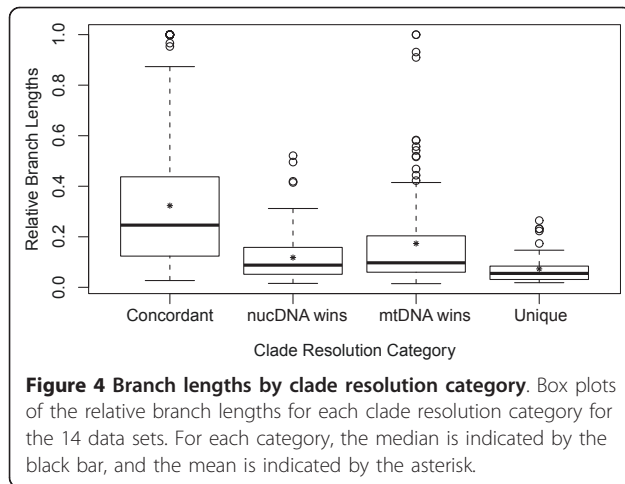 1.0
0.8
0.6
0.4
0.2
0.0
Relative Branch Lengths
Concordant nucDNA wins mtDNA wins Unique
Clade Resolution Category
Figure 4 Branch lengths by clade resolution category. Box plots
of the relative branch lengths for each clade resolution category for
the 14 data sets. For each category, the median is indicated by the
black bar, and the mean is indicated by the asterisk.